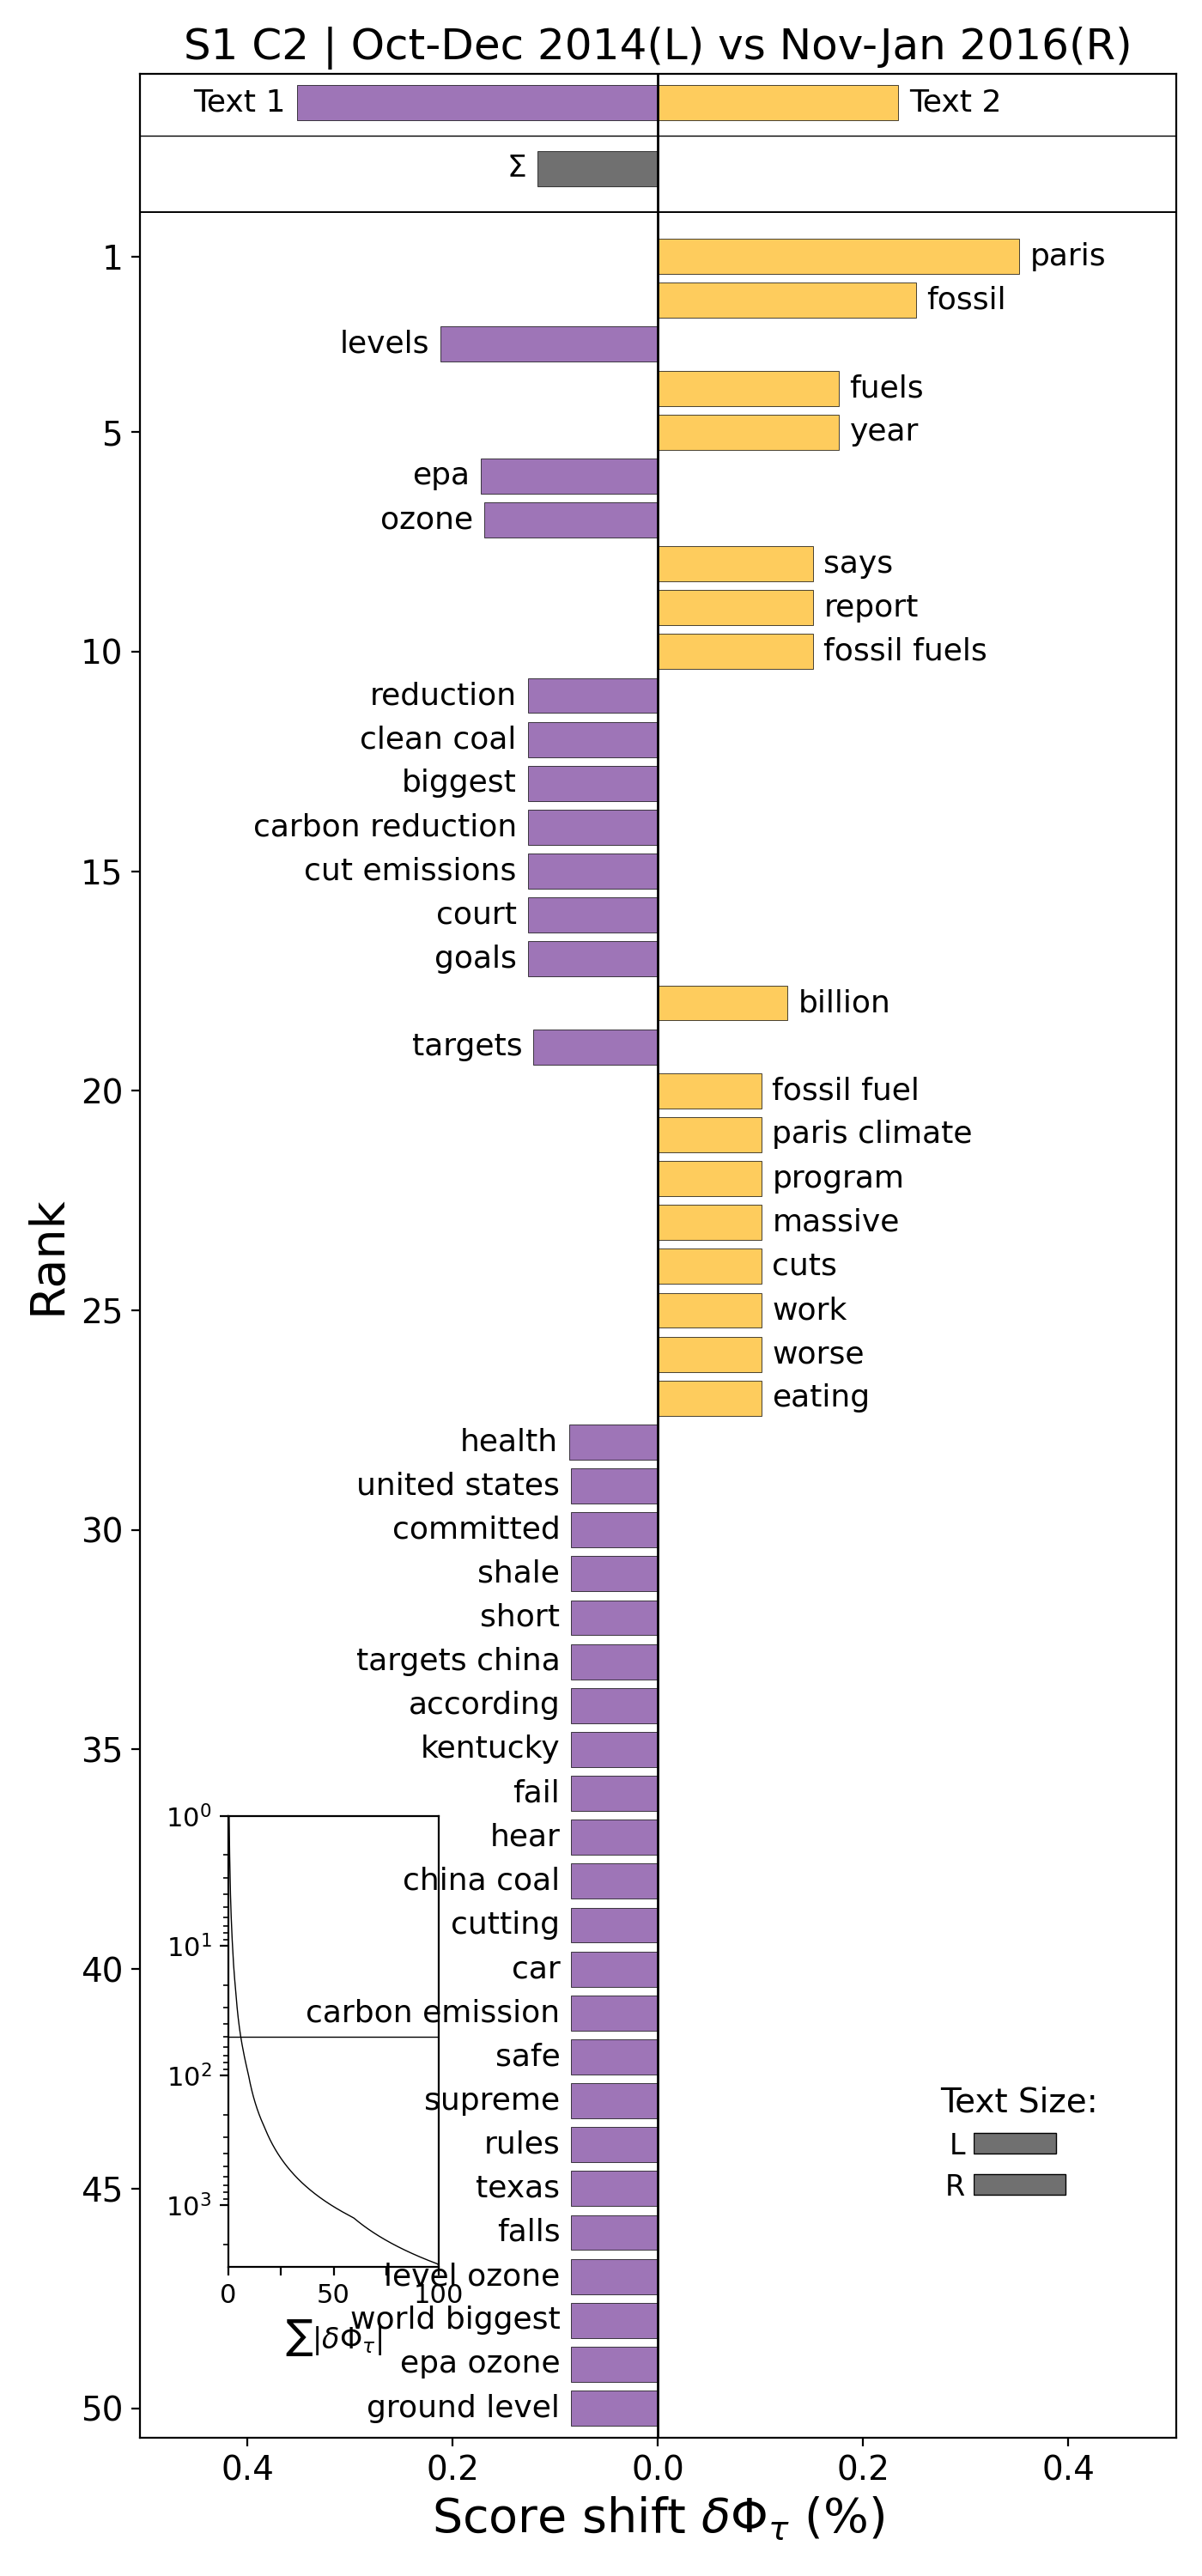 S1 C2 | Oct-Dec 2014(L) vs Nov-Jan 2016(R)
Text 1
Text 2
Σ
1
paris
fossil
levels
fuels
5
year
epa
ozone
says
report
10
fossil fuels
reduction
clean coal
biggest
carbon reduction
15
cut emissions
court
goals
billion
targets
20
fossil fuel
paris climate
program
massive
cuts
25
work
worse
eating
health
united states
30
committed
shale
short
targets china
according
35
kentucky
fail
hear
china coal
cutting
40
car
carbon emission
safe
supreme
rules
45
texas
falls
level ozone
world biggest
epa ozone
50
ground level
Rank
10⁰
10¹
10²
10³
0 50 100
∑|δΦτ|
Text Size:
L
R
0.4 0.2 0.0 0.2 0.4
Score shift δΦτ (%)